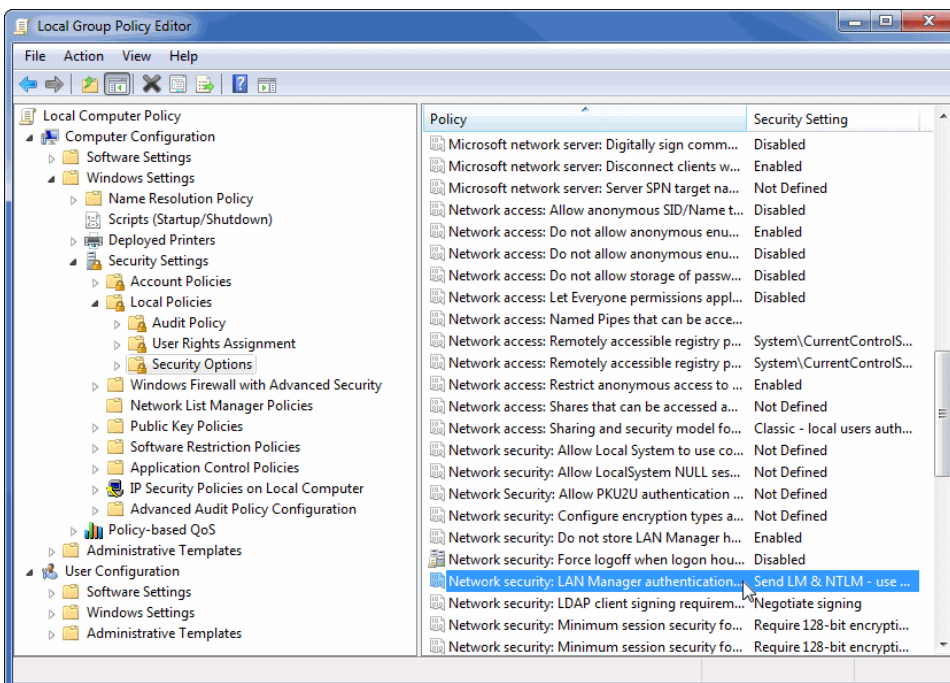 Local Group Policy Editor
File Action View Help
Local Computer Policy
Computer Configuration
Software Settings
Windows Settings
Name Resolution Policy
Scripts (Startup/Shutdown)
Deployed Printers
Security Settings
Account Policies
Local Policies
Audit Policy
User Rights Assignment
Security Options
Windows Firewall with Advanced Security
Network List Manager Policies
Public Key Policies
Software Restriction Policies
Application Control Policies
IP Security Policies on Local Computer
Advanced Audit Policy Configuration
Policy-based QoS
Administrative Templates
User Configuration
Software Settings
Windows Settings
Administrative Templates
Policy Security Setting
Microsoft network server: Digitally sign comm... Disabled
Microsoft network server: Disconnect clients w... Enabled
Microsoft network server: Server SPN target na... Not Defined
Network access: Allow anonymous SID/Name t... Disabled
Network access: Do not allow anonymous enu... Enabled
Network access: Do not allow anonymous enu... Disabled
Network access: Do not allow storage of passw... Disabled
Network access: Let Everyone permissions appl... Disabled
Network access: Named Pipes that can be acce...
Network access: Remotely accessible registry p... System\CurrentControlS...
Network access: Remotely accessible registry p... System\CurrentControlS...
Network access: Restrict anonymous access to ... Enabled
Network access: Shares that can be accessed a... Not Defined
Network access: Sharing and security model fo... Classic - local users auth...
Network security: Allow Local System to use co... Not Defined
Network security: Allow LocalSystem NULL ses... Not Defined
Network Security: Allow PKU2U authentication ... Not Defined
Network security: Configure encryption types a... Not Defined
Network security: Do not store LAN Manager h... Enabled
Network security: Force logoff when logon hou... Disabled
Network security: LAN Manager authentication... Send LM & NTLM - use ...
Network security: LDAP client signing requirem... Negotiate signing
Network security: Minimum session security fo... Require 128-bit encrypti...
Network security: Minimum session security fo... Require 128-bit encrypti...